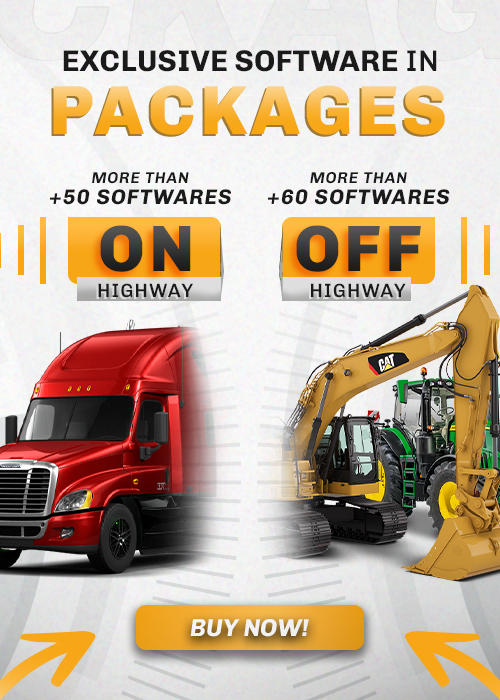 EXCLUSIVE SOFTWARE IN
PACKAGES
MORE THAN
+50 SOFTWARES
ON
HIGHWAY
MORE THAN
+60 SOFTWARES
OFF
HIGHWAY
CAT
BUY NOW!